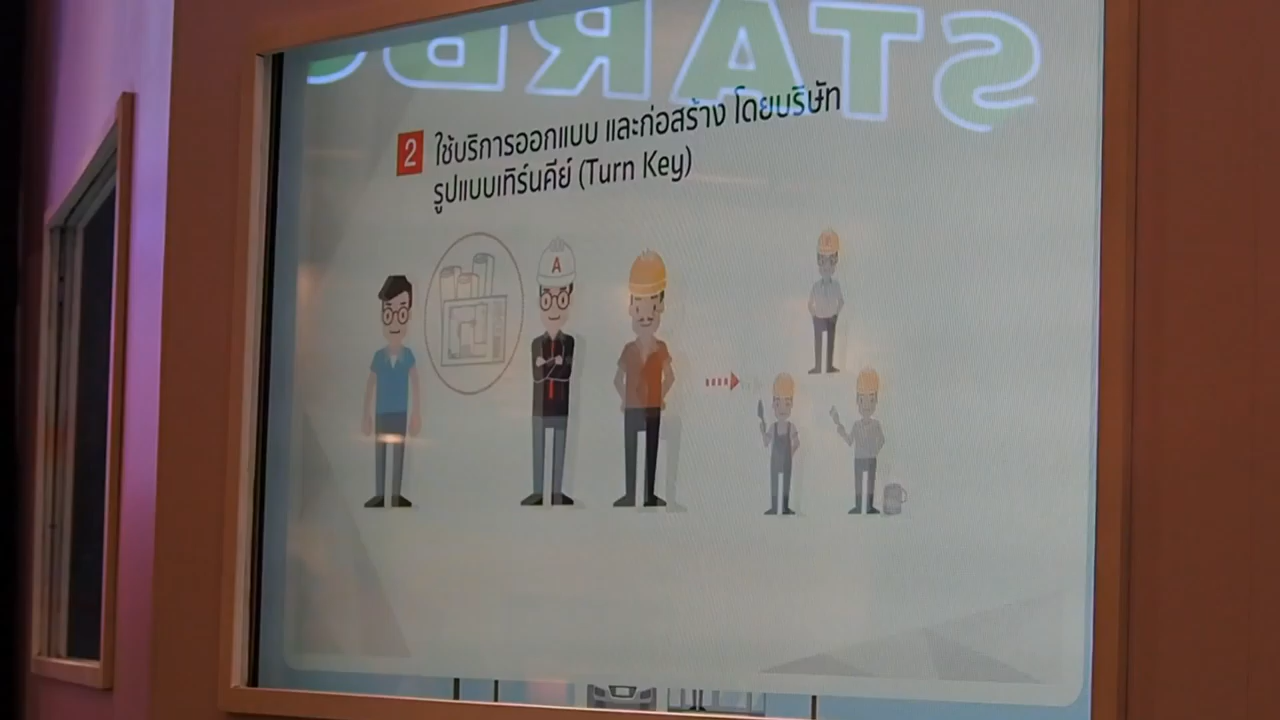 STARB
2 ใช้บริการออกแบบ และก่อสร้าง โดยบริษัท
รูปแบบเทิร์นคีย์ (Turn Key)
A